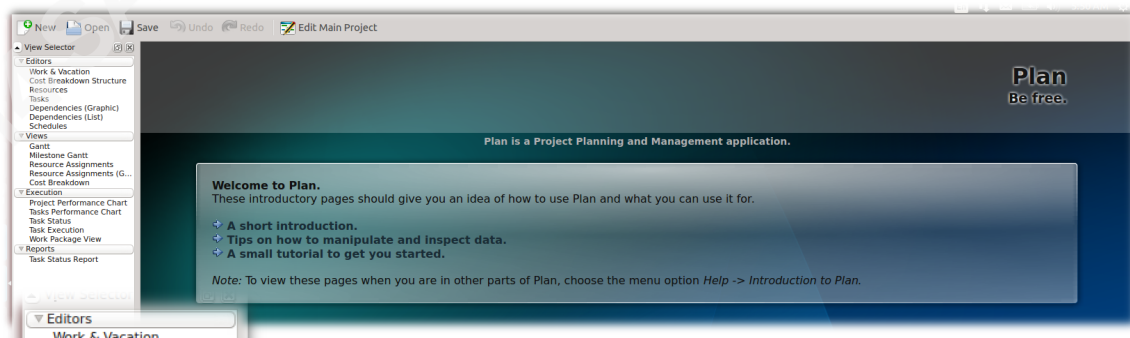 New Open Save Undo Redo Edit Main Project
View Selector
Editors
Work & Vacation
Cost Breakdown Structure
Resources
Tasks
Dependencies (Graphic)
Dependencies (List)
Schedules
Views
Gantt
Milestone Gantt
Resource Assignments
Resource Assignments (G...
Cost Breakdown
Execution
Project Performance Chart
Tasks Performance Chart
Task Status
Task Execution
Work Package View
Reports
Task Status Report
Plan
Be free.
Plan is a Project Planning and Management application.
Welcome to Plan.
These introductory pages should give you an idea of how to use Plan and what you can use it for.
A short introduction.
Tips on how to manipulate and inspect data.
A small tutorial to get you started.
Note: To view these pages when you are in other parts of Plan, choose the menu option Help -> Introduction to Plan.
View Selector
Editors
Work & Vacation